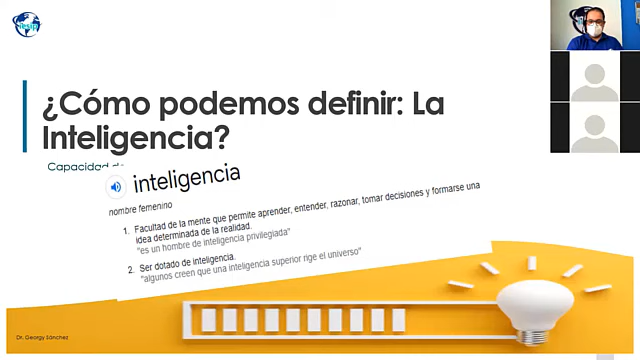 ¿Cómo podemos definir: La
Inteligencia?
Capacidad de
inteligencia
nombre femenino
1. Facultad de la mente que permite aprender, entender, razonar, tomar decisiones y formarse una
idea determinada de la realidad.
"es un hombre de inteligencia privilegiada"
2. Ser dotado de inteligencia.
"algunos creen que una inteligencia superior rige el universo"
Dr. Georgy Sánchez